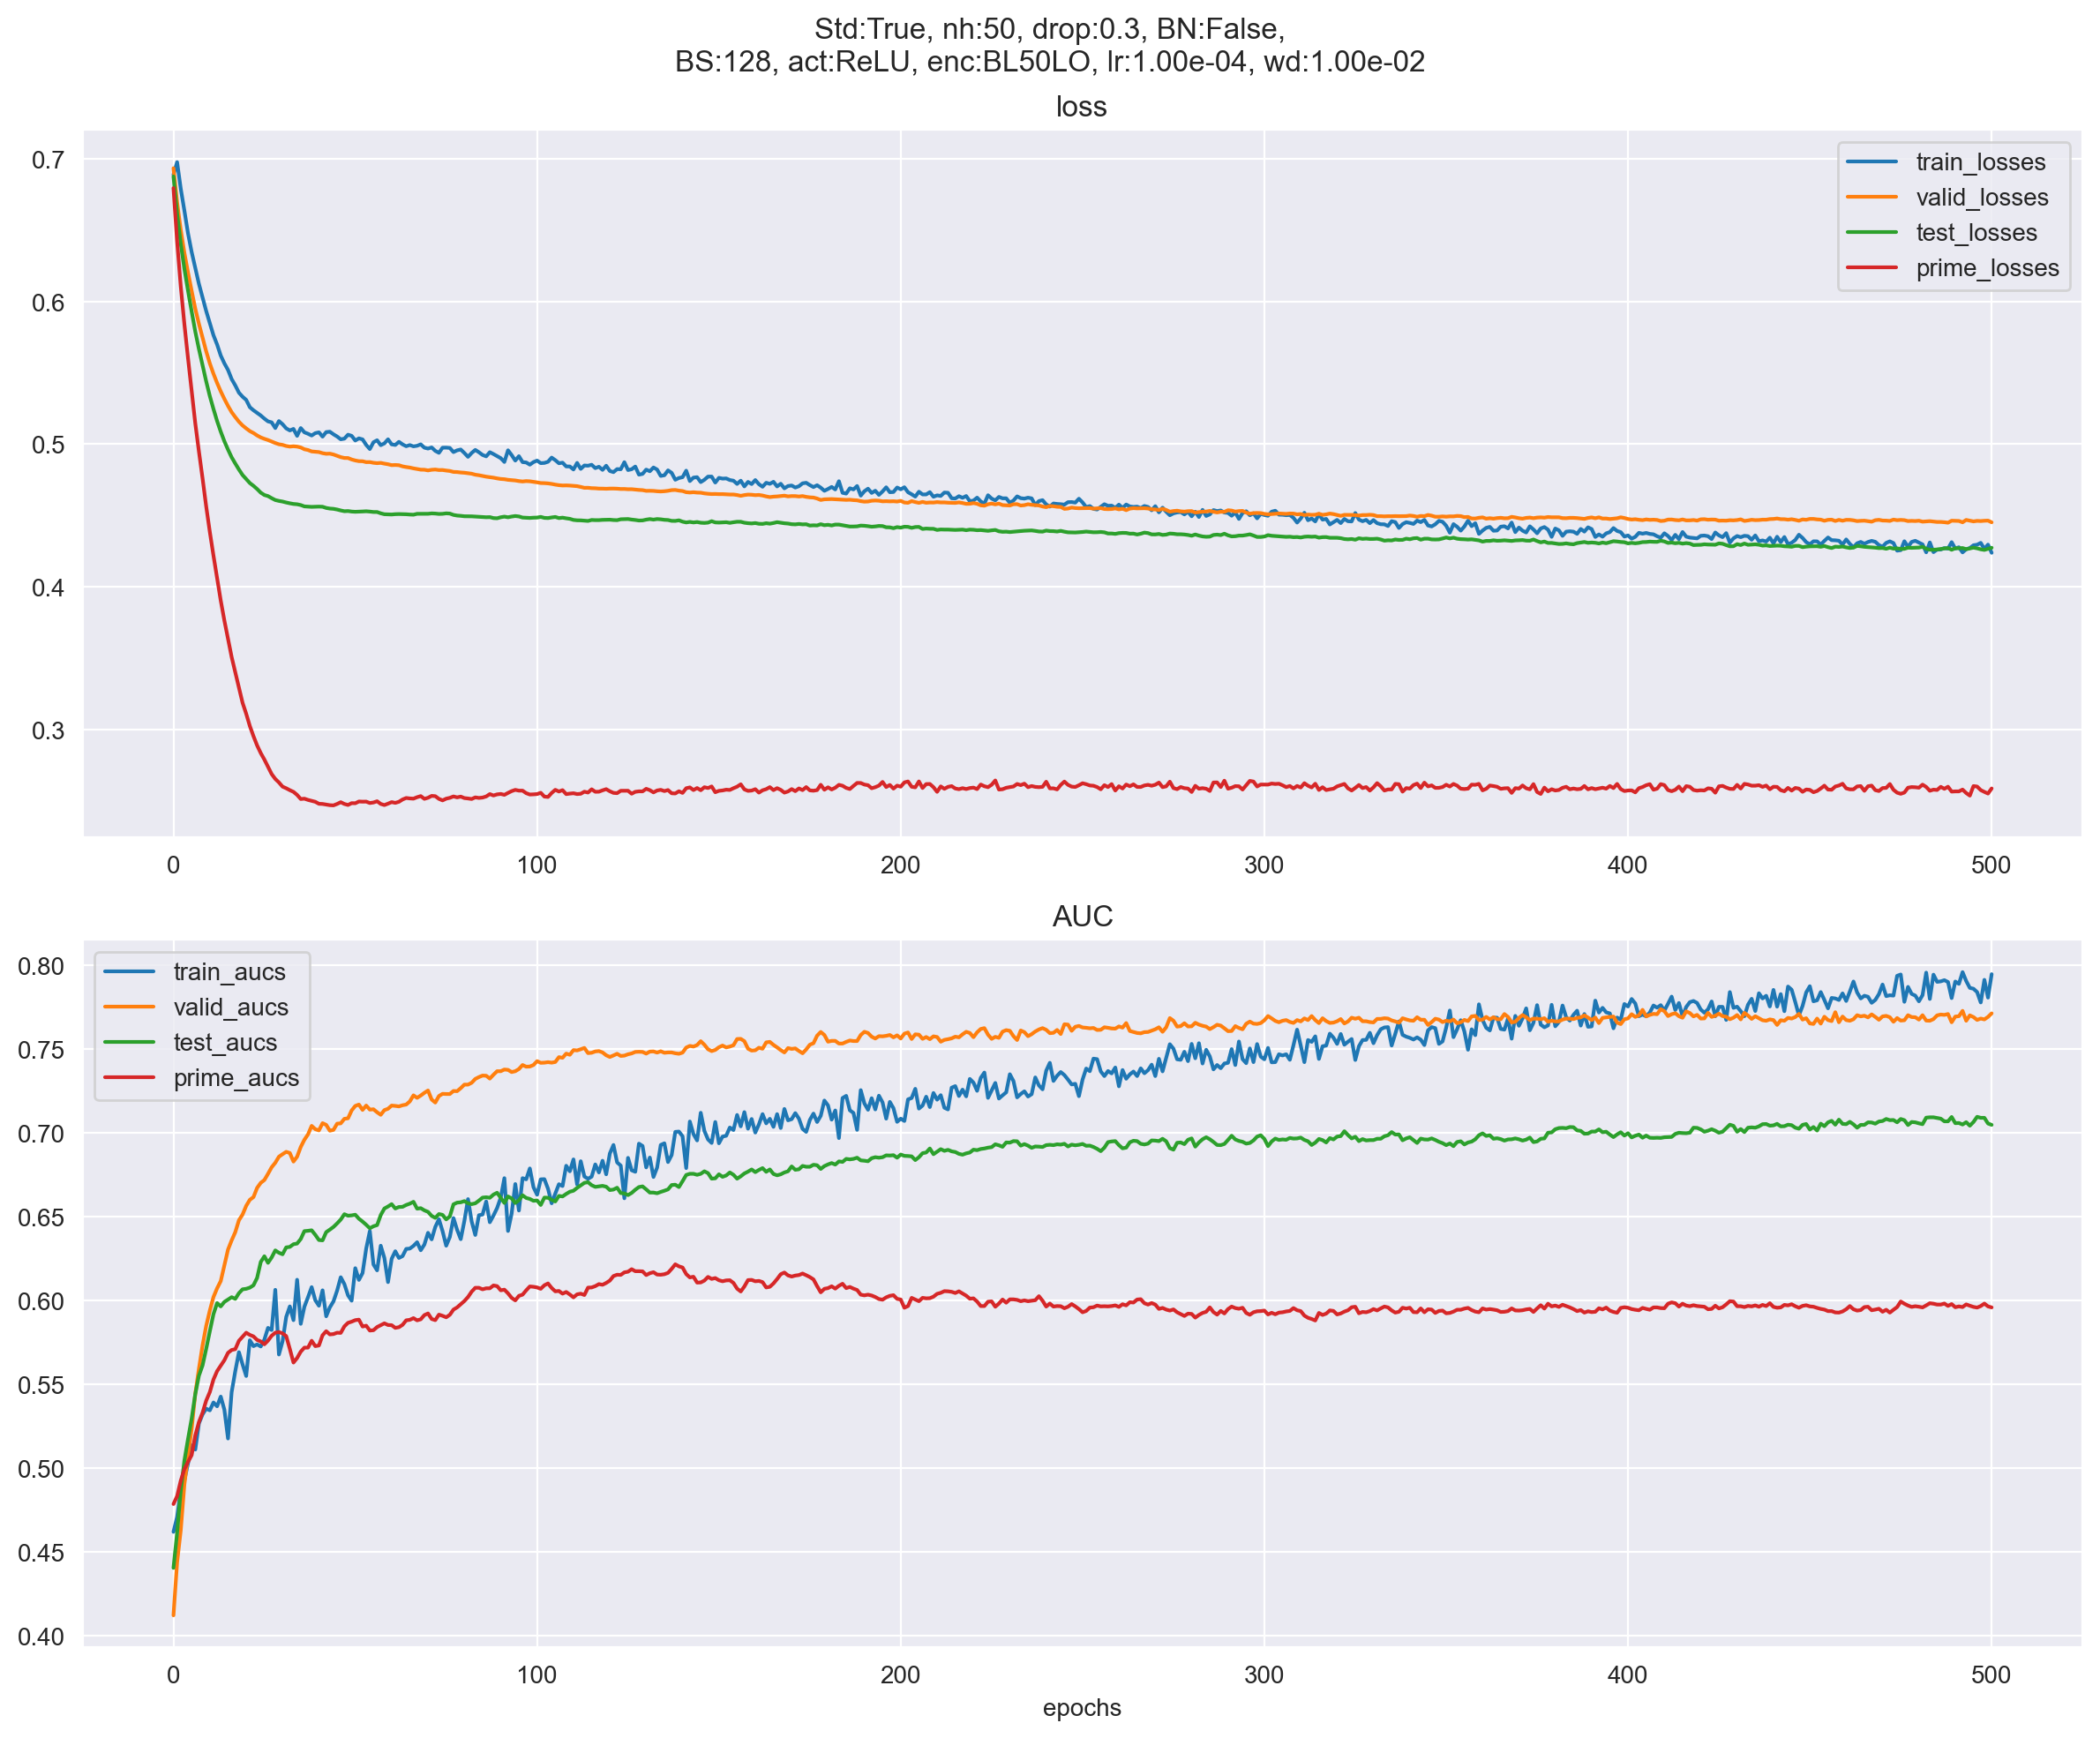 Std:True, nh:50, drop:0.3, BN:False,
BS:128, act:ReLU, enc:BL50LO, lr:1.00e-04, wd:1.00e-02
loss
0.7
0.6
0.5
0.4
0.3
train_losses
valid_losses
test_losses
prime_losses
0 100 200 300 400 500
AUC
0.80
0.75
0.70
0.65
0.60
0.55
0.50
0.45
0.40
train_aucs
valid_aucs
test_aucs
prime_aucs
0 100 200 300 400 500
epochs